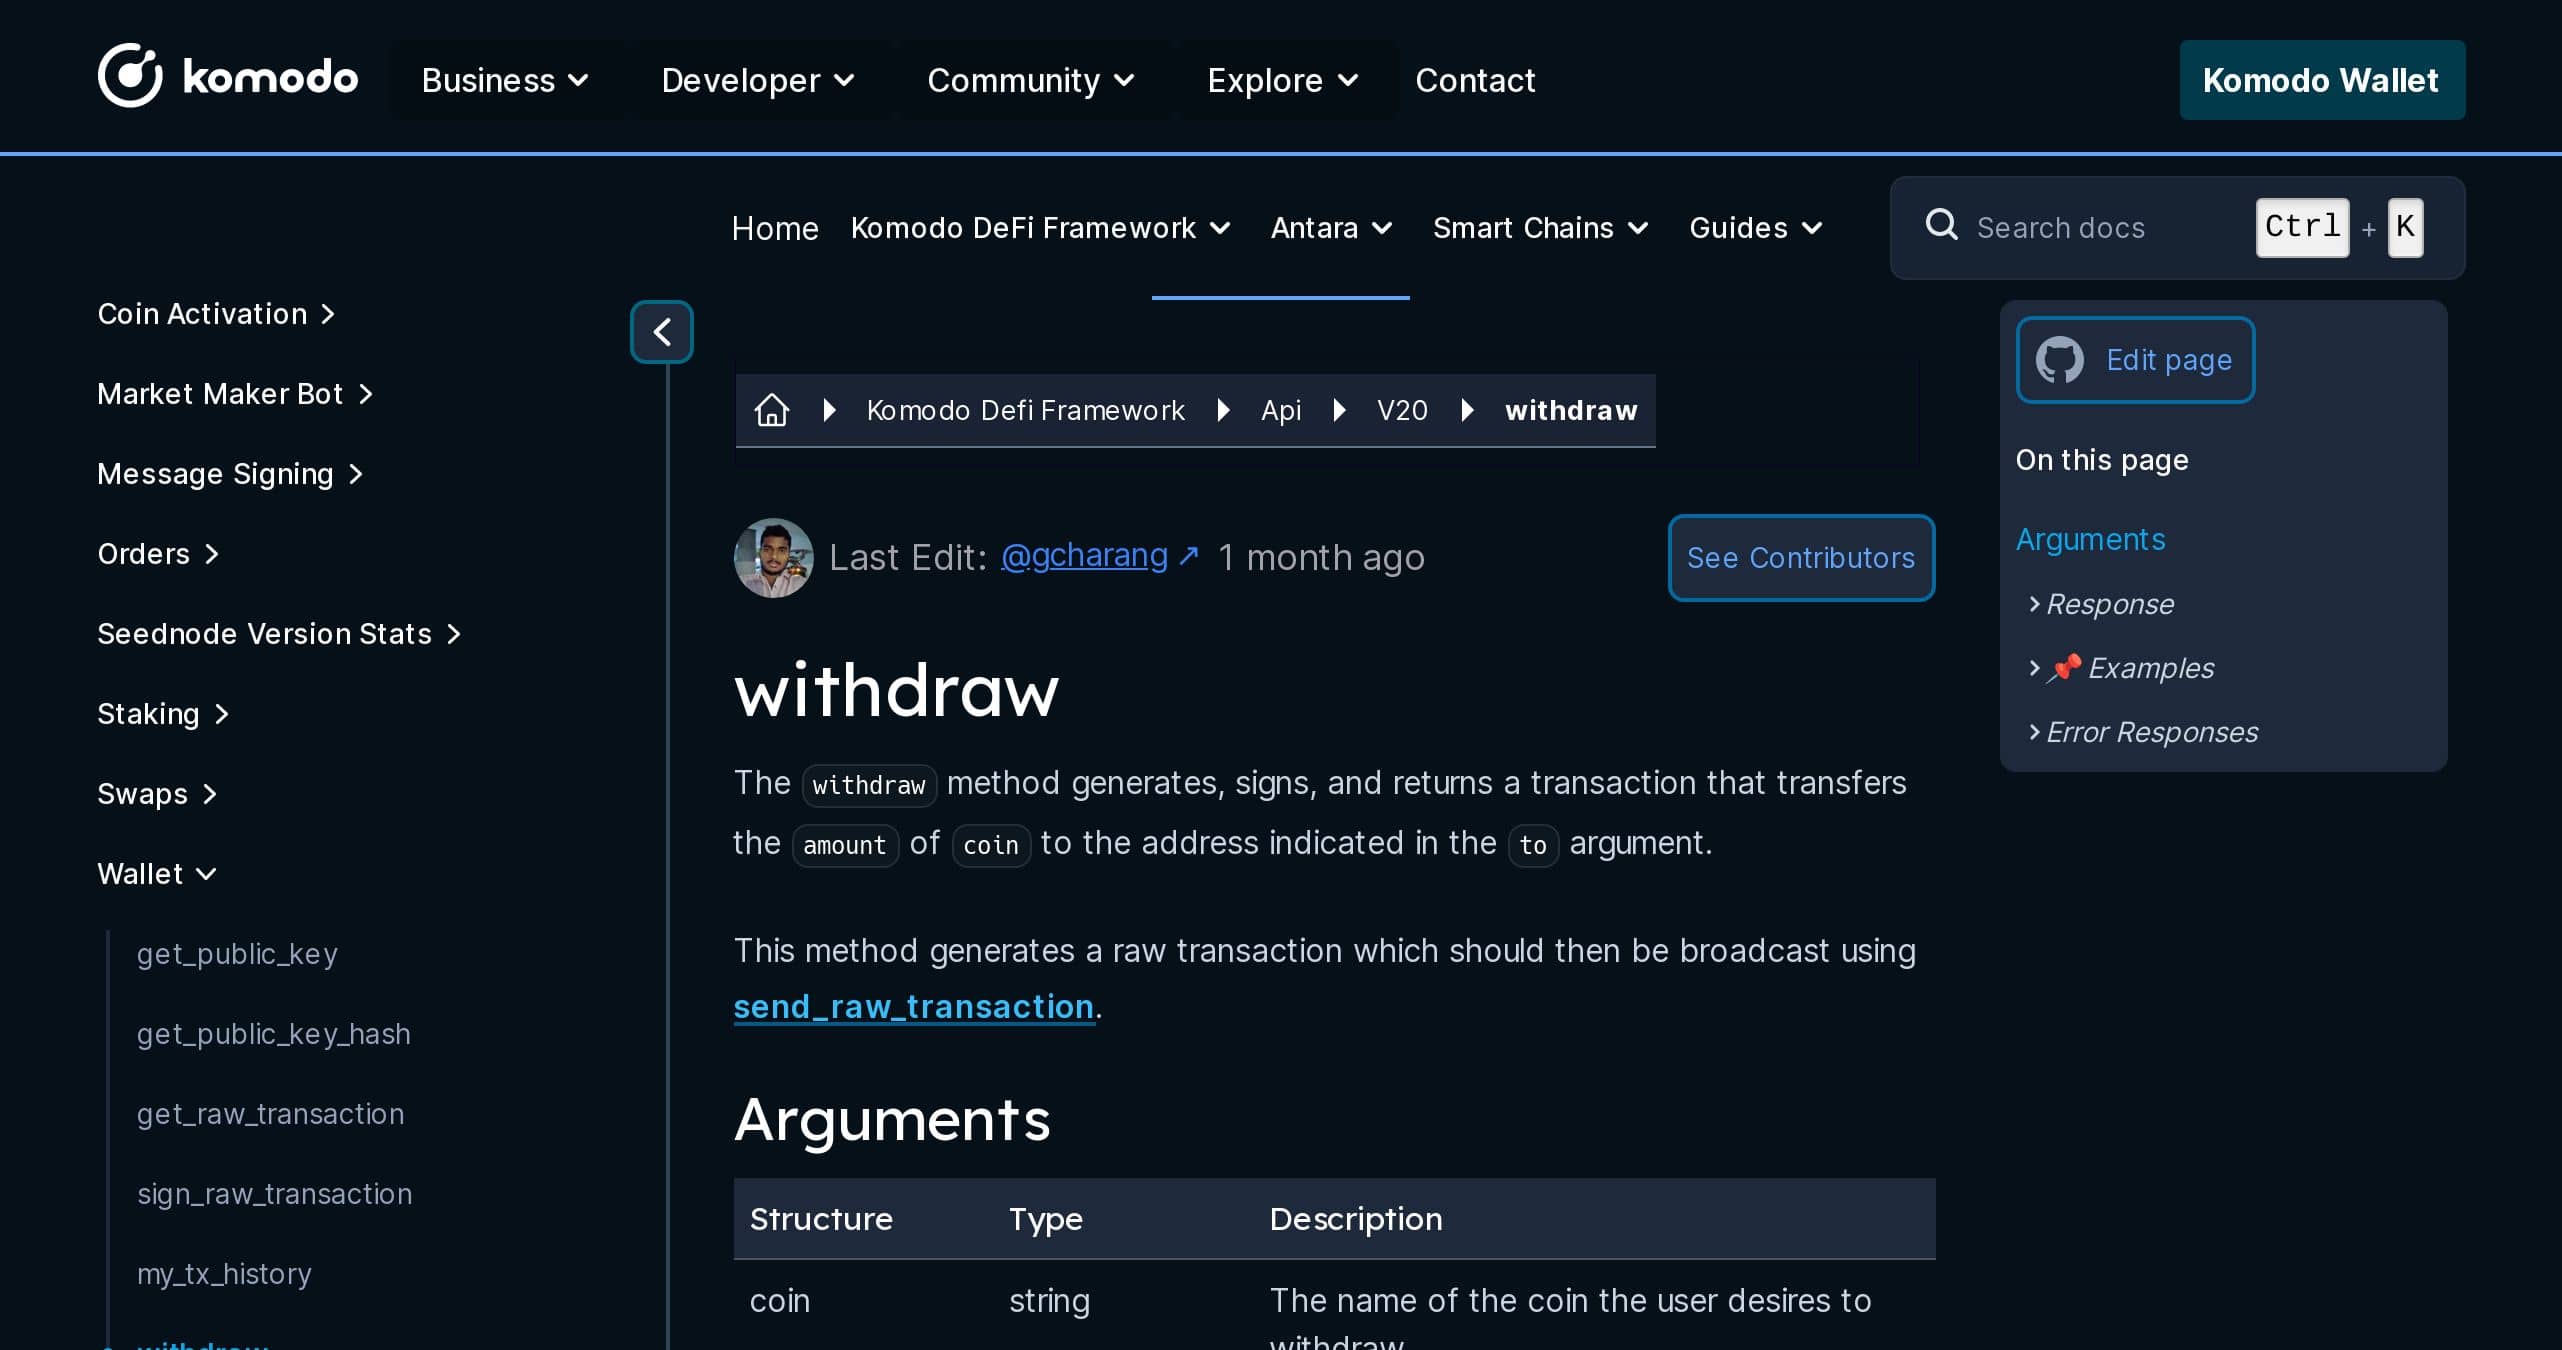 komodo Business Developer Community Explore Contact Komodo Wallet
Home Komodo DeFi Framework Antara Smart Chains Guides Search docs Ctrl + K
Coin Activation
Market Maker Bot
Message Signing
Orders
Seednode Version Stats
Staking
Swaps
Wallet
get_public_key
get_public_key_hash
get_raw_transaction
sign_raw_transaction
my_tx_history
withdraw
Komodo Defi Framework Api V20 withdraw
Last Edit: @gcharang ↗ 1 month ago See Contributors
withdraw
The withdraw method generates, signs, and returns a transaction that transfers
the amount of coin to the address indicated in the to argument.
This method generates a raw transaction which should then be broadcast using
send_raw_transaction.
Arguments
Structure Type Description
coin string The name of the coin the user desires to
withdraw
Edit page
On this page
Arguments
Response
📌 Examples
Error Responses